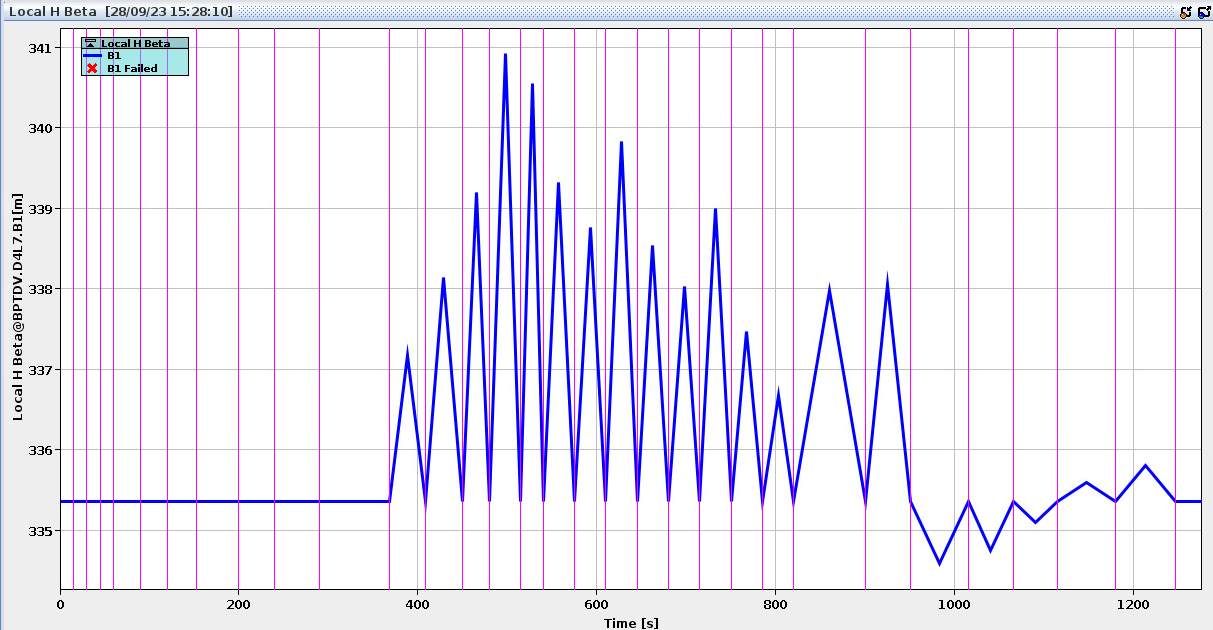 Local H Beta [28/09/23 15:28:10]
Local H Beta
B1
B1 Failed
341
340
339
338
337
336
335
Local H Beta@BPTDV.D4L7.B1[m]
0 200 400 600 800 1000 1200
Time [s]